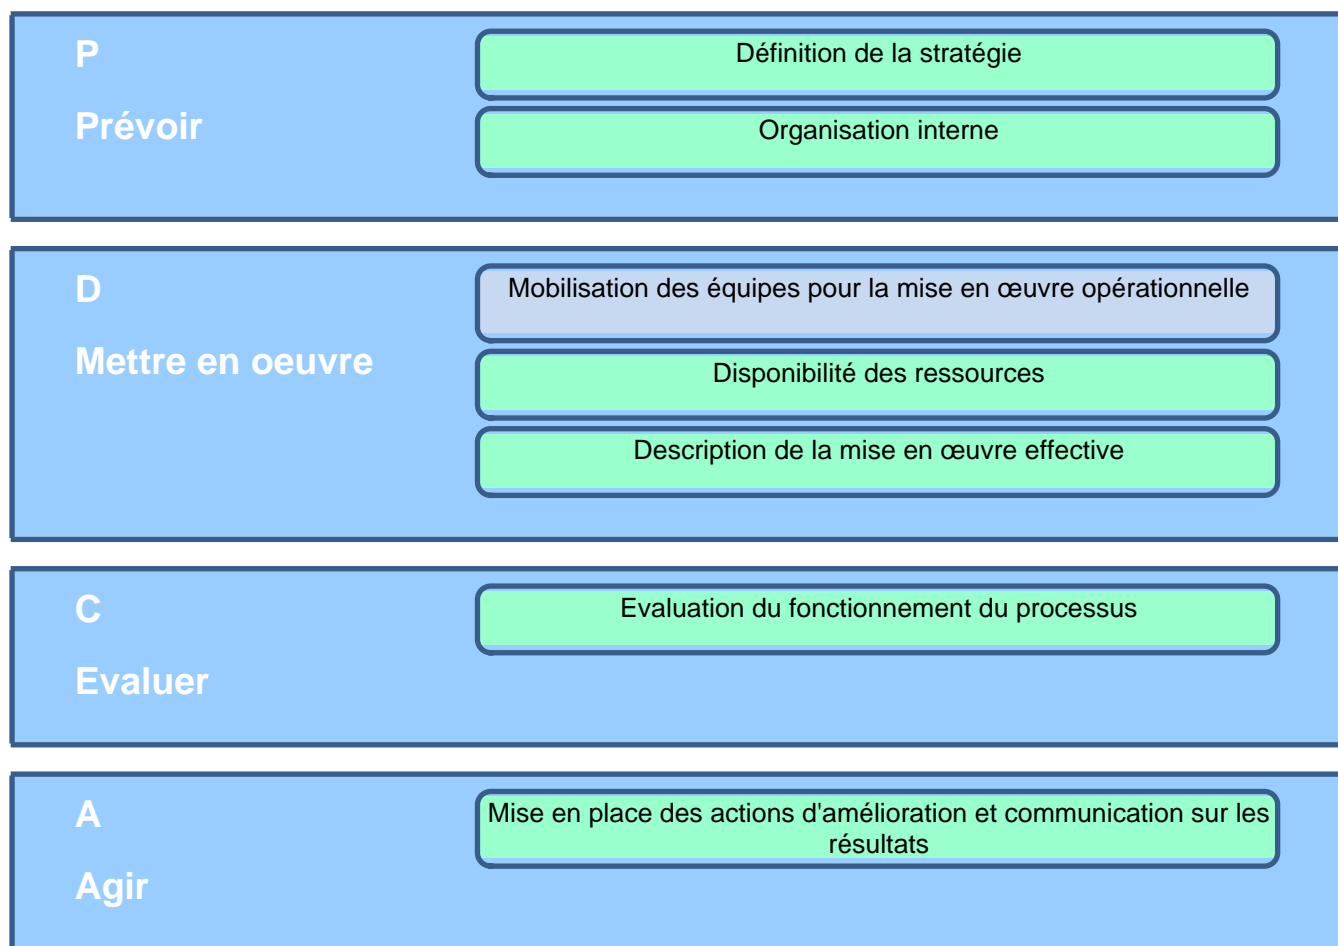 P
Définition de la stratégie
Prévoir
Organisation interne
D
Mobilisation des équipes pour la mise en œuvre opérationnelle
Mettre en oeuvre
Disponibilité des ressources
Description de la mise en œuvre effective
C
Evaluation du fonctionnement du processus
Evaluer
A
Mise en place des actions d'amélioration et communication sur les
résultats
Agir